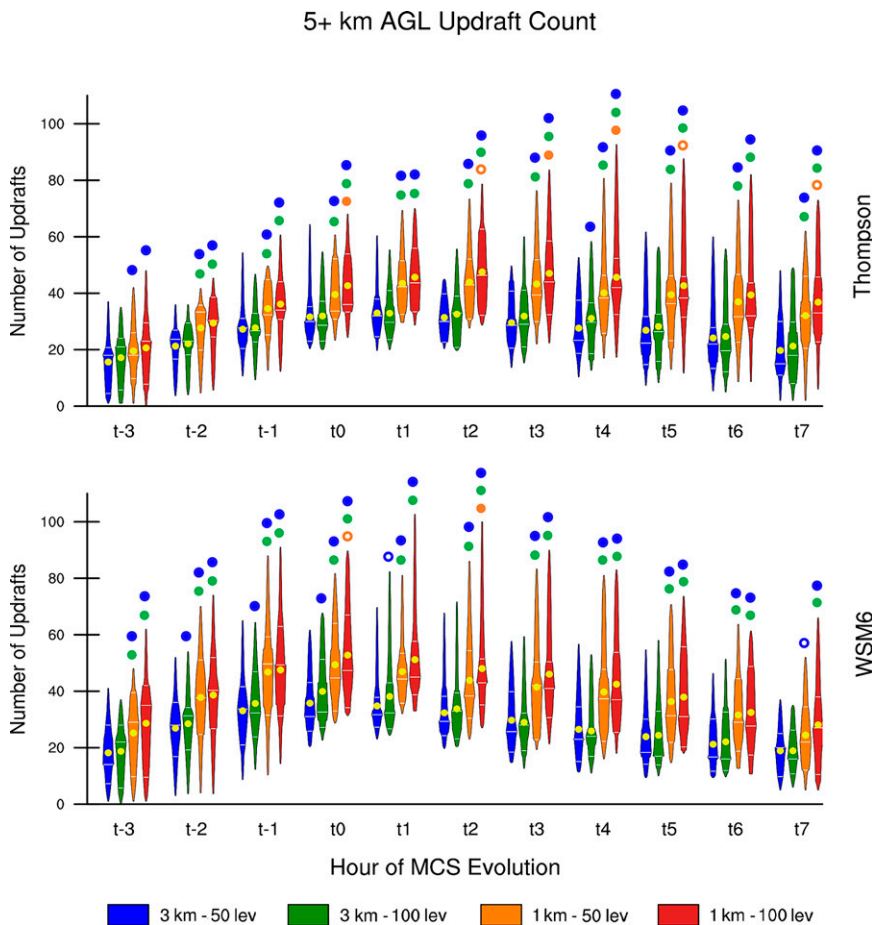 5+ km AGL Updraft Count
Number of Updrafts
100
80
60
40
20
0
t-3 t-2 t-1 t0 t1 t2 t3 t4 t5 t6 t7
Thompson
Number of Updrafts
100
80
60
40
20
0
t-3 t-2 t-1 t0 t1 t2 t3 t4 t5 t6 t7
WSM6
Hour of MCS Evolution
3 km - 50 lev 3 km - 100 lev 1 km - 50 lev 1 km - 100 lev